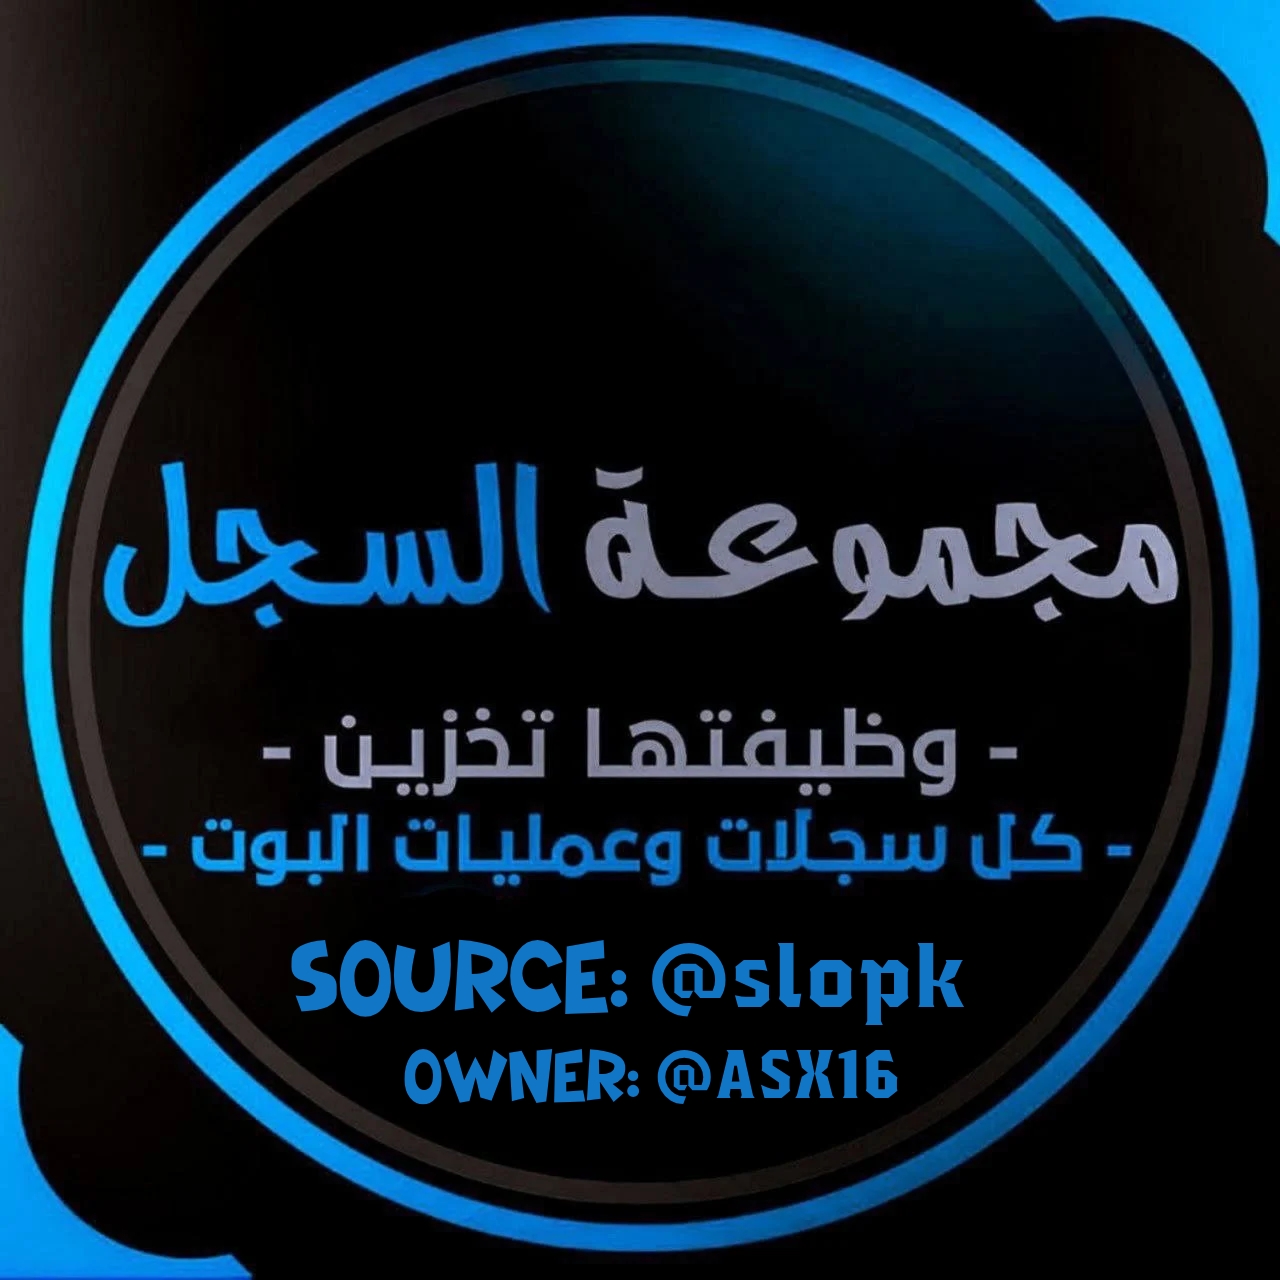 مجموعة السجل
- وظيفتها تخزين -
- كل سجلات وعمليات البوت -
SOURCE: @slopk
OWNER: @ASX16